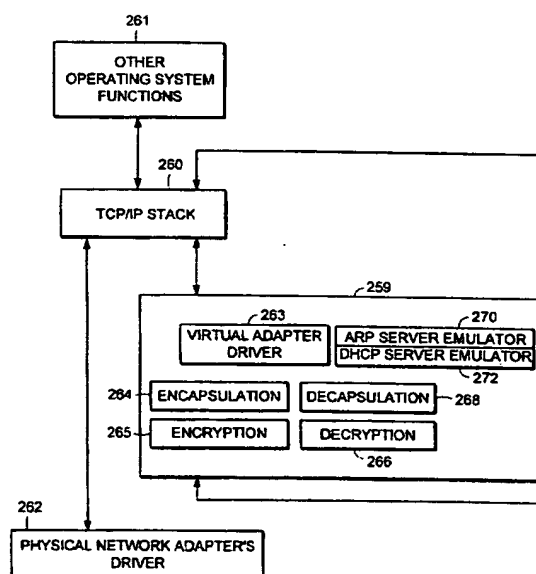 261
OTHER
OPERATING SYSTEM
FUNCTIONS
260
TCP/IP STACK
259
263
VIRTUAL ADAPTER
DRIVER
270
ARP SERVER EMULATOR
DHCP SERVER EMULATOR
272
264
ENCAPSULATION
DECAPSULATION
268
265
ENCRYPTION
DECRYPTION
266
262
PHYSICAL NETWORK ADAPTER'S
DRIVER